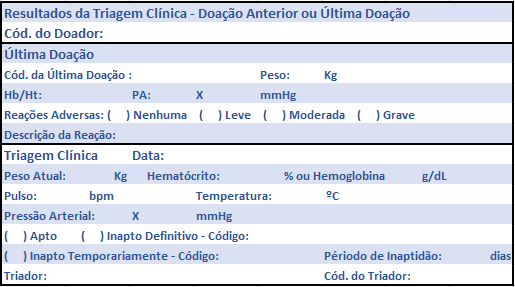 Resultados da Triagem Clínica - Doação Anterior ou Última Doação
Cód. do Doador:
Última Doação
Cód. da Última Doação : Peso: Kg
Hb/Ht: PA: X mmHg
Reações Adversas: ( ) Nenhuma ( ) Leve ( ) Moderada ( ) Grave
Descrição da Reação:
Triagem Clínica Data:
Peso Atual: Kg Hematócrito: % ou Hemoglobina g/dL
Pulso: bpm Temperatura: ºC
Pressão Arterial: X mmHg
( ) Apto ( ) Inapto Definitivo - Código:
( ) Inapto Temporariamente - Código: Período de Inaptidão: dias
Triador: Cód. do Triador: